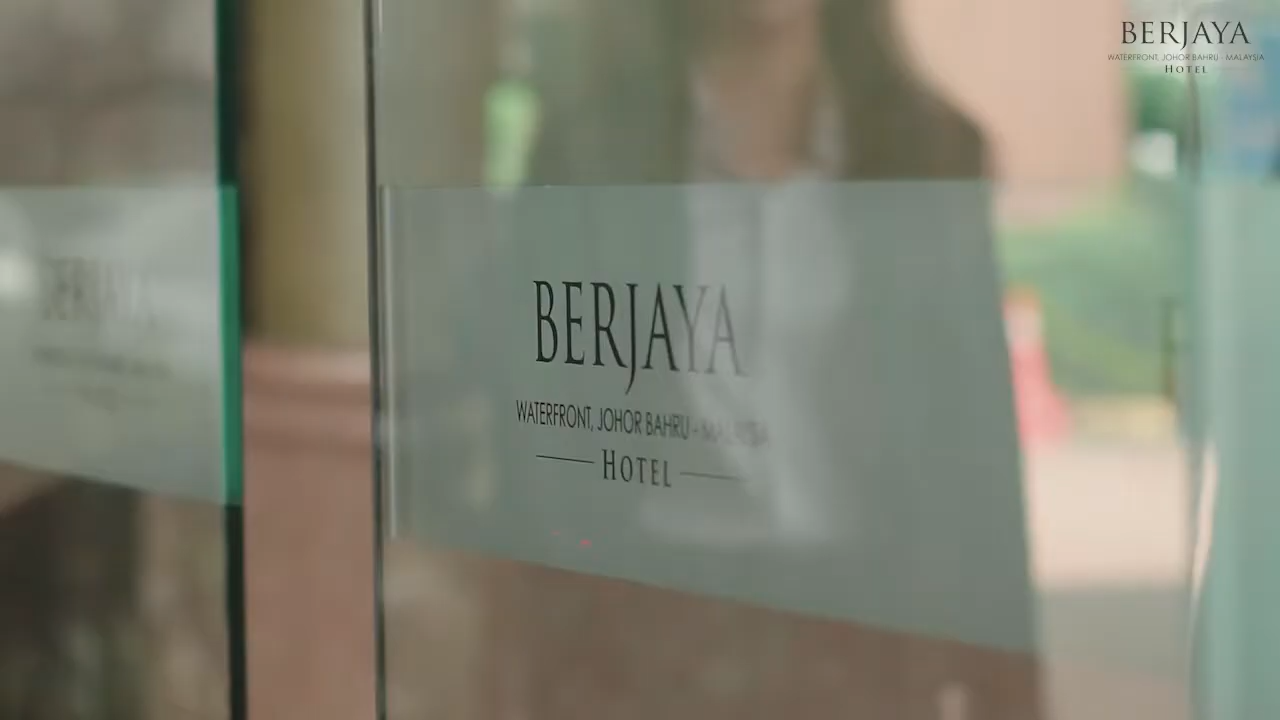 BERJAYA
WATERFRONT, JOHOR BAHRU - MALAYSIA
HOTEL
BERJAYA
WATERFRONT, JOHOR BAHRU - MALAYSIA
HOTEL